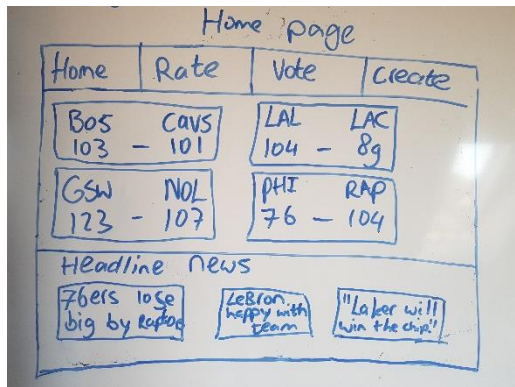 Home page
Home Rate Vote Create
BOS Cavs LAL LAC
103 - 101 104 - 89
GSW NOL PHI RAP
123 - 107 76 - 104
Headline news
76ers lose LeBron "Laker will
big by happy with win the chip"
team